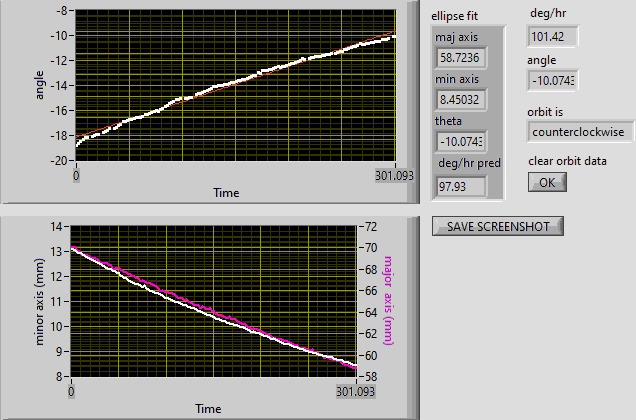 -8
-10
-12
-14
-16
-18
-20
angle
0
301.093
Time
ellipse fit
maj axis
58.7236
min axis
8.45032
theta
-10.0743
deg/hr pred
97.93
deg/hr
101.42
angle
-10.0743
orbit is
counterclockwise
clear orbit data
OK
SAVE SCREENSHOT
14
13
12
11
10
9
8
minor axis (mm)
72
70
68
66
64
62
60
58
major axis (mm)
0
301.093
Time